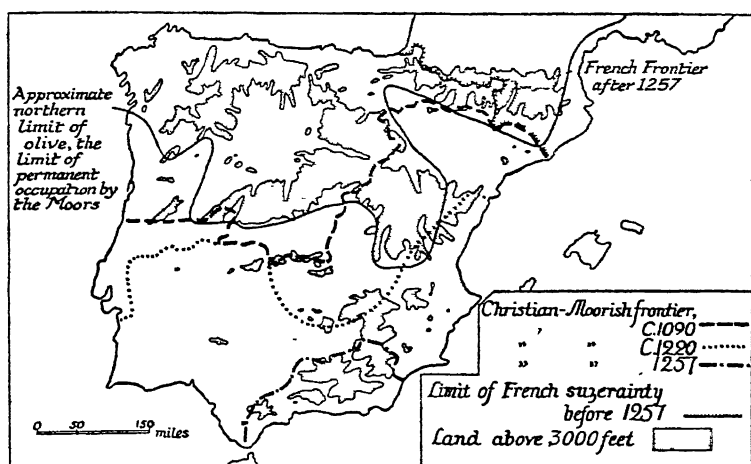 French Frontier
after 1257
Approximate
northern
limit of
olive, the
limit of
permanent
occupation by
the Moors
Christian-Moorish frontier,
C.1090
" " C.1220
" " 1257
Limit of French suzerainty
before 1257
Land above 3000 feet
0 50 150 miles